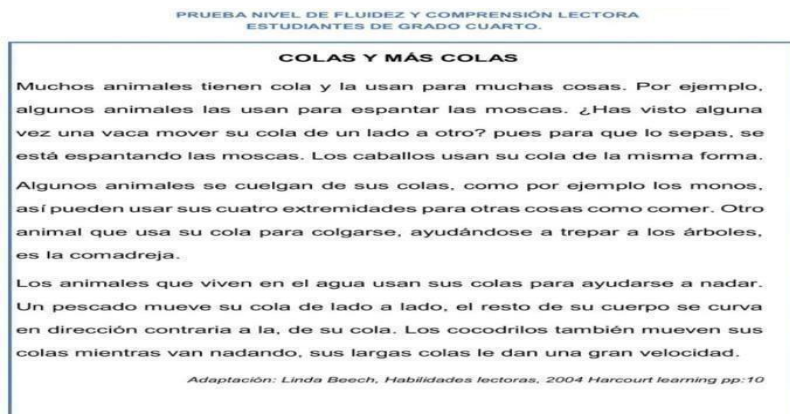 PRUEBA NIVEL DE FLUIDEZ Y COMPRENSIÓN LECTORA
ESTUDIANTES DE GRADO CUARTO.
COLAS Y MÁS COLAS
Muchos animales tienen cola y la usan para muchas cosas. Por ejemplo,
algunos animales las usan para espantar las moscas. ¿Has visto alguna
vez una vaca mover su cola de un lado a otro? pues para que lo sepas, se
está espantando las moscas. Los caballos usan su cola de la misma forma.
Algunos animales se cuelgan de sus colas, como por ejemplo los monos,
así pueden usar sus cuatro extremidades para otras cosas como comer. Otro
animal que usa su cola para colgarse, ayudándose a trepar a los árboles,
es la comadreja.
Los animales que viven en el agua usan sus colas para ayudarse a nadar.
Un pescado mueve su cola de lado a lado, el resto de su cuerpo se curva
en dirección contraria a la, de su cola. Los cocodrilos también mueven sus
colas mientras van nadando, sus largas colas le dan una gran velocidad.
Adaptación: Linda Beech, Habilidades lectoras, 2004 Harcourt learning pp:10